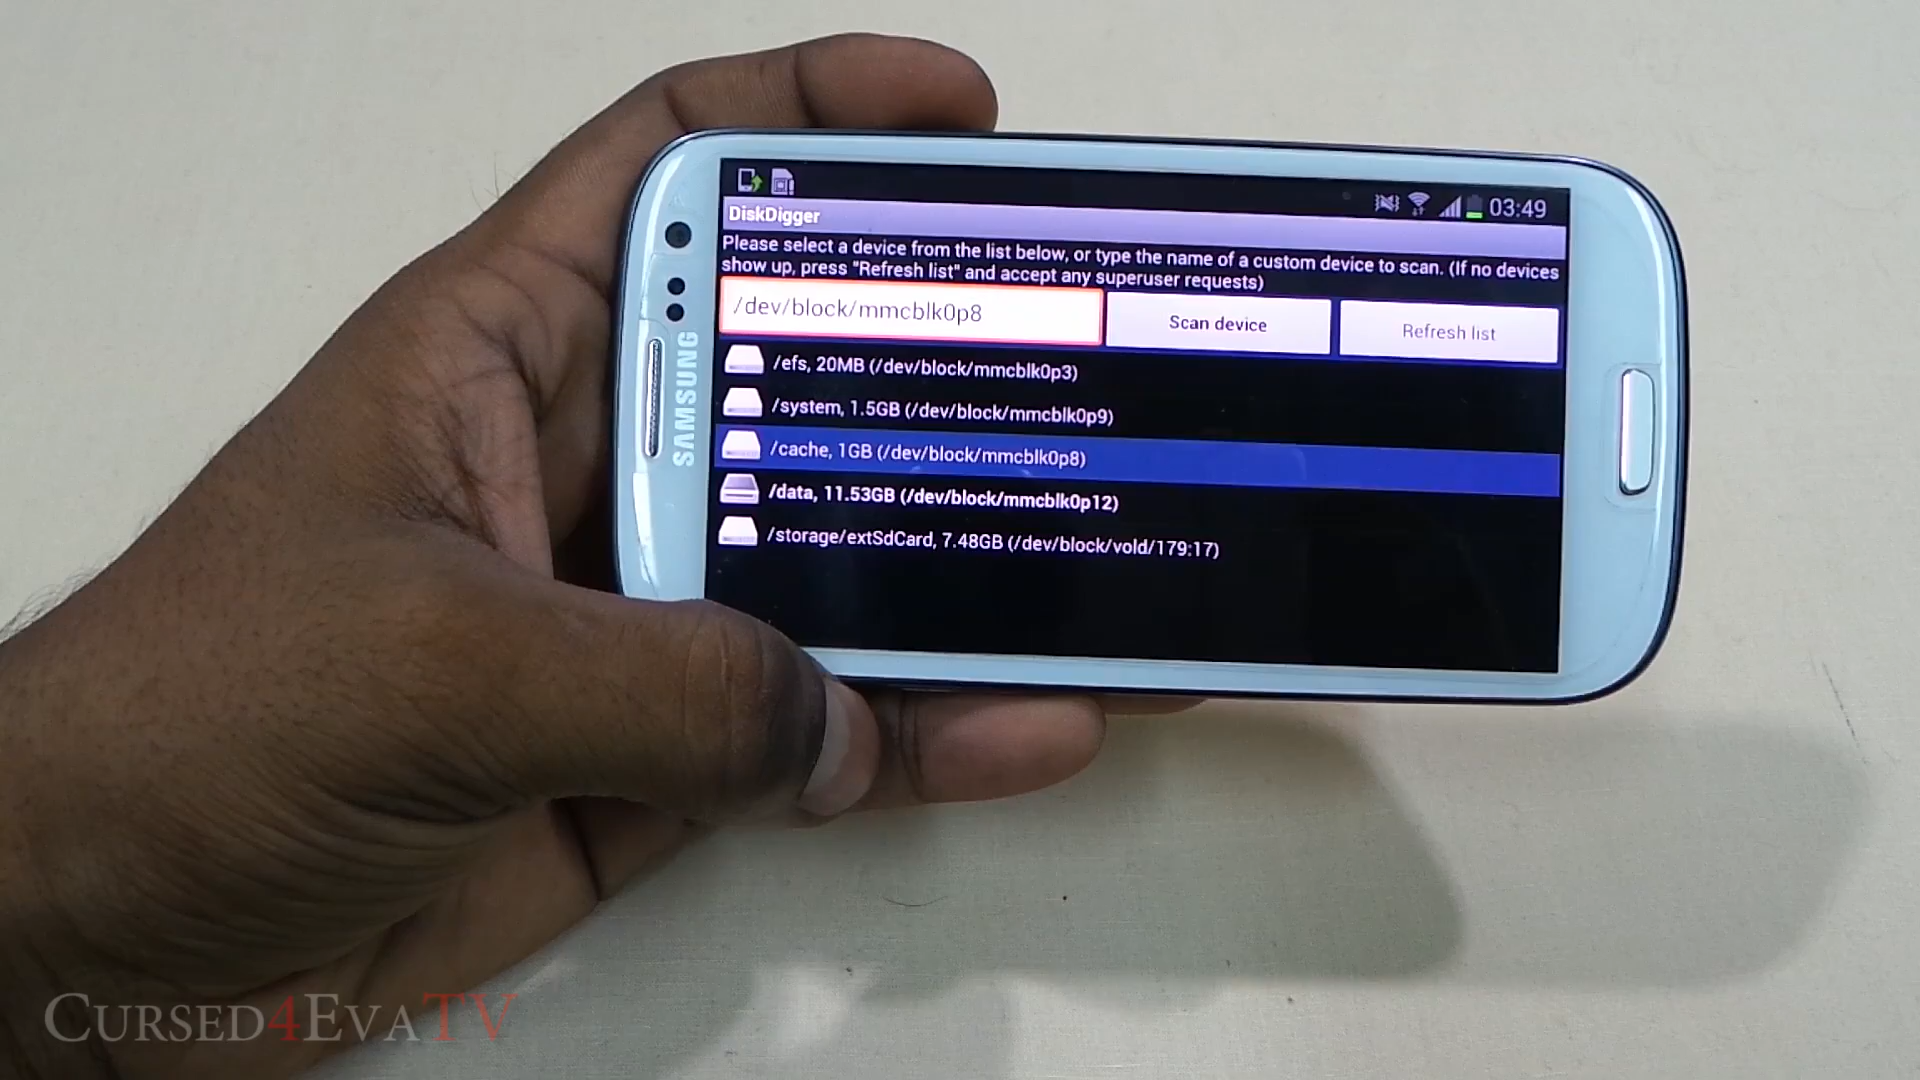 03:49
DiskDigger
Please select a device from the list below, or type the name of a custom device to scan. (If no devices
show up, press "Refresh list" and accept any superuser requests)
/dev/block/mmcblk0p8
Scan device
Refresh list
/efs, 20MB (/dev/block/mmcblk0p3)
/system, 1.5GB (/dev/block/mmcblk0p9)
/cache, 1GB (/dev/block/mmcblk0p8)
/data, 11.53GB (/dev/block/mmcblk0p12)
/storage/extSdCard, 7.48GB (/dev/block/vold/179:17)
SAMSUNG
CURSED4EVATV